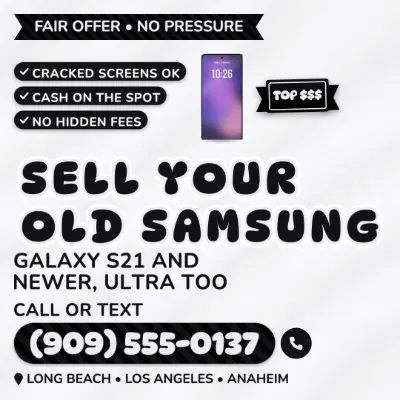 FAIR OFFER • NO PRESSURE
CRACKED SCREENS OK
CASH ON THE SPOT
NO HIDDEN FEES
10:26
TOP $$$
SELL YOUR
OLD SAMSUNG
GALAXY S21 AND
NEWER, ULTRA TOO
CALL OR TEXT
(909) 555-0137
LONG BEACH • LOS ANGELES • ANAHEIM